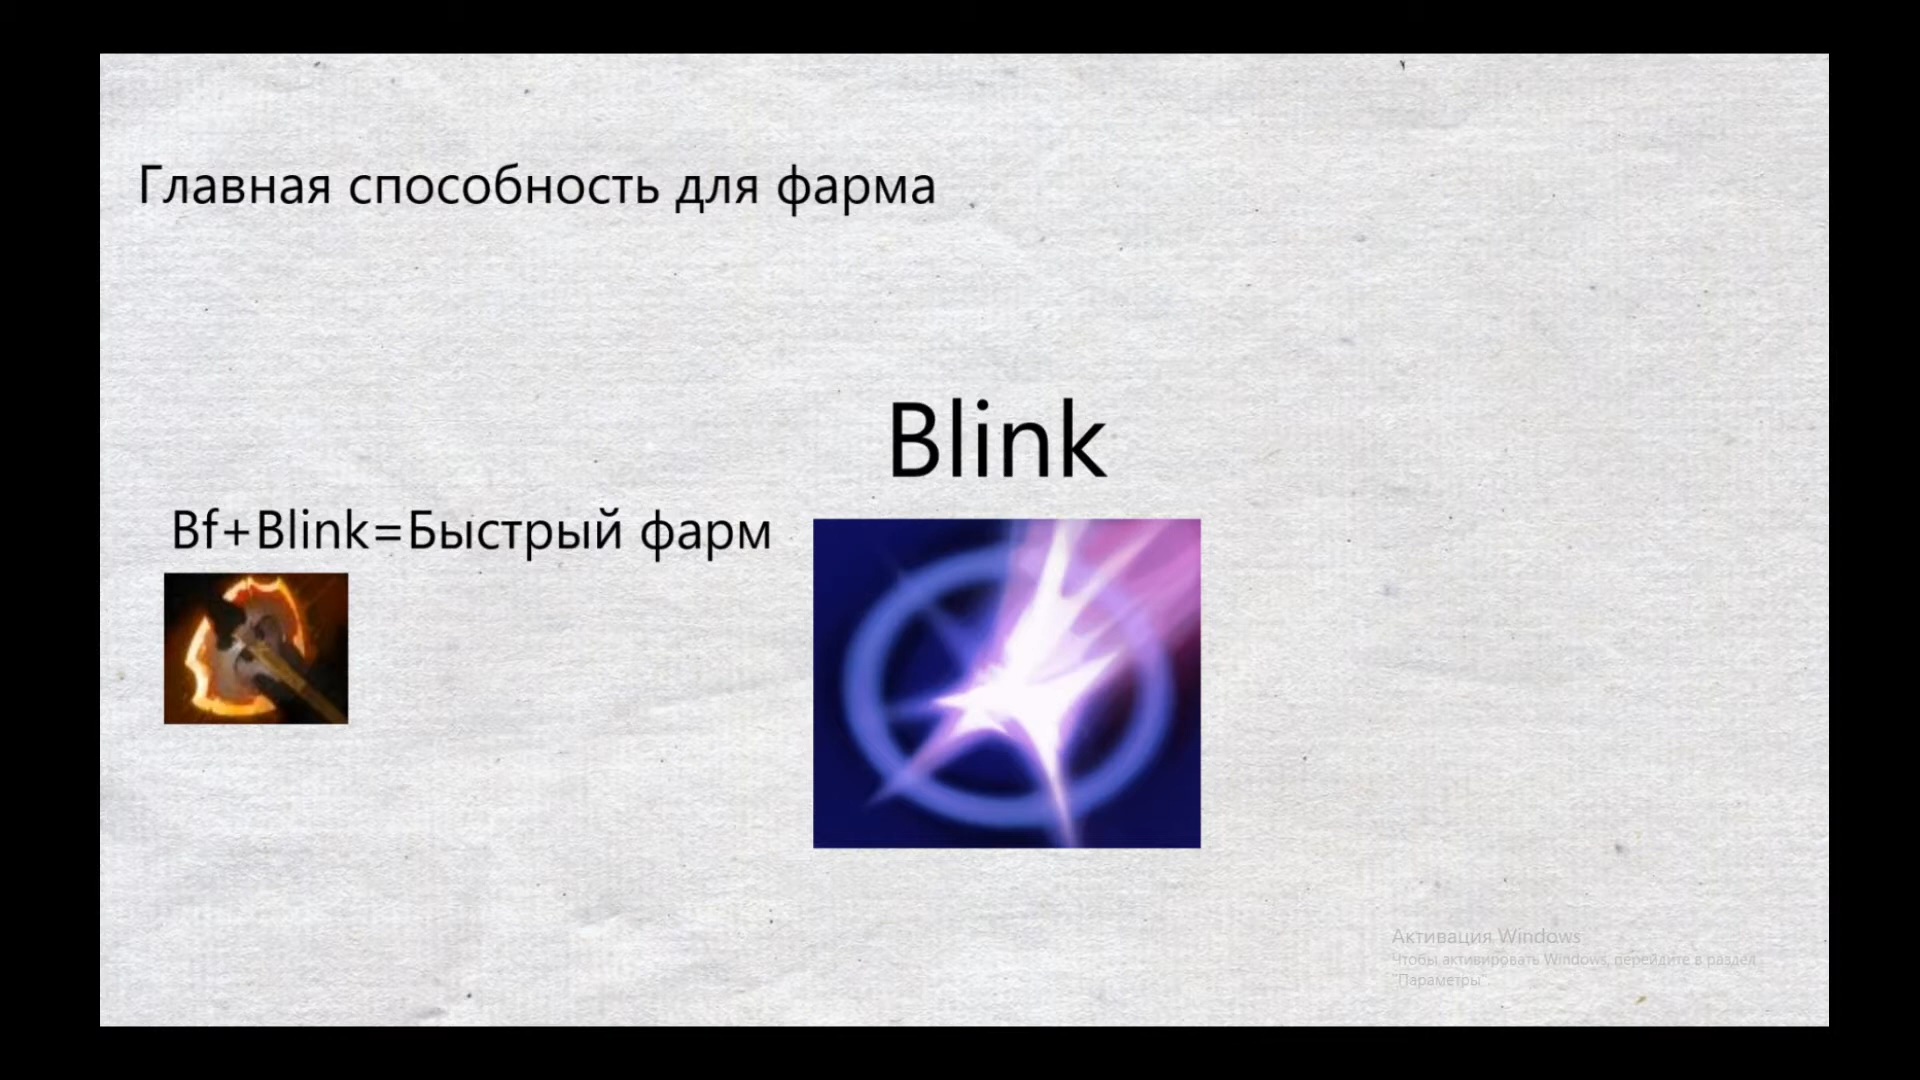 Главная способность для фарма
Blink
Bf+Blink=Быстрый фарм
Активация Windows
Чтобы активировать Windows, перейдите в раздел
"Параметры".